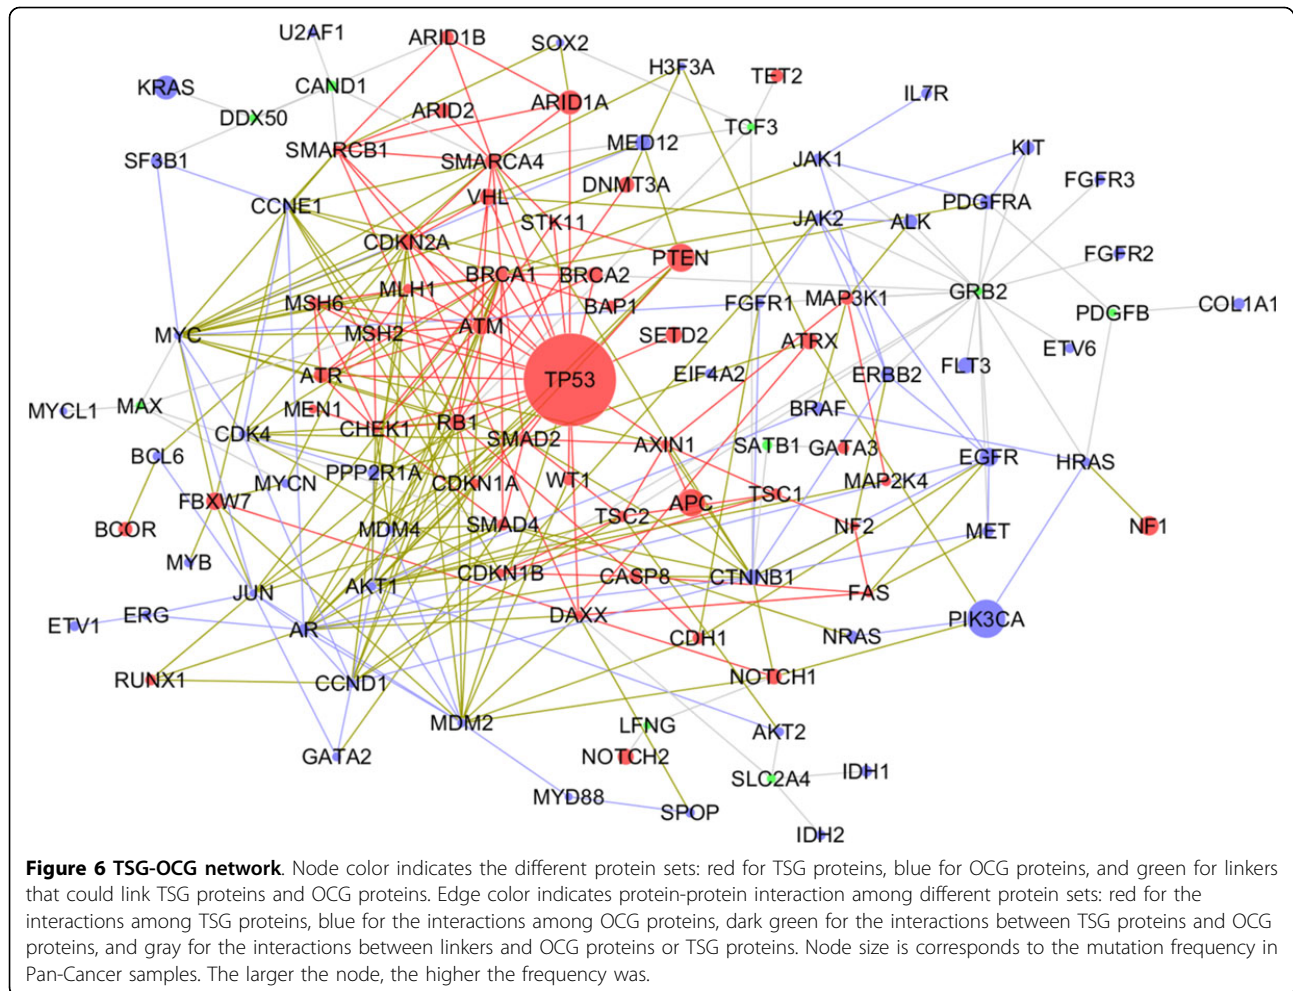 U2AF1
ARID1B
SOX2
H3F3A
TET2
KRAS
CAND1
IL7R
DDX50
ARID2
ARID1A
TCF3
SMARCB1
MED12
KIT
SF3B1
SMARCA4
JAK1
FGFR3
DNMT3A
VHL
PDGFRA
CCNE1
STK11
JAK2
ALK
CDKN2A
PTEN
FGFR2
BRCA1
BRCA2
MLH1
GRB2
MSH6
BAP1
FGFR1
MAP3K1
COL1A1
PDGFB
MYC
MSH2
ATM
SETD2
ATRX
ETV6
ATR
TP53
EIF4A2
ERBB2
FLT3
MYCL1
MAX
MEN1
BRAF
CDK4
CHEK1
RB1
SMAD2
AXIN1
SATB1
GATA3
BCL6
EGFR
HRAS
PPP2R1A
MYCN
CDKN1A
WT1
MAP2K4
FBXW7
APC
TSC1
BCOR
MDM4
SMAD4
TSC2
NF2
MET
NF1
MYB
CDKN1B
CASP8
CTNNB1
JUN
AKT1
FAS
ETV1
ERG
AR
DAXX
CDH1
NRAS
PIK3CA
RUNX1
CCND1
NOTCH1
MDM2
LFNG
AKT2
GATA2
NOTCH2
SLC2A4
IDH1
MYD88
SPOP
IDH2
Figure 6 TSG-OCG network. Node color indicates the different protein sets: red for TSG proteins, blue for OCG proteins, and green for linkers
that could link TSG proteins and OCG proteins. Edge color indicates protein-protein interaction among different protein sets: red for the
interactions among TSG proteins, blue for the interactions among OCG proteins, dark green for the interactions between TSG proteins and OCG
proteins, and gray for the interactions between linkers and OCG proteins or TSG proteins. Node size is corresponds to the mutation frequency in
Pan-Cancer samples. The larger the node, the higher the frequency was.